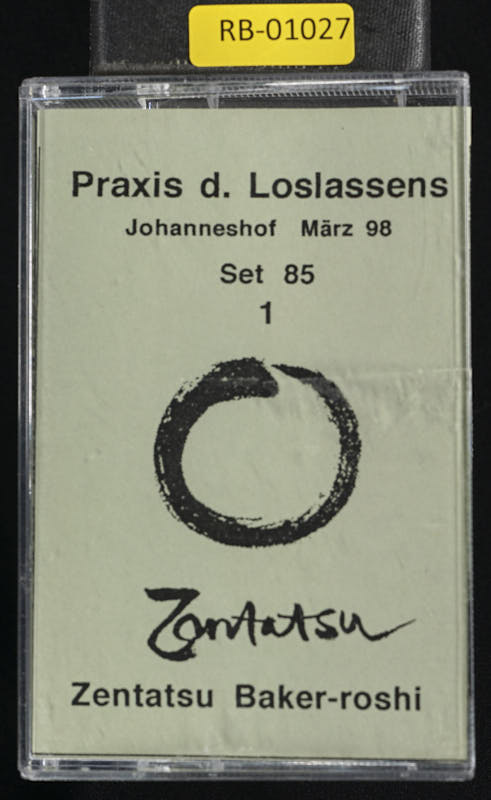 RB-01027
Praxis d. Loslassens
Johanneshof März 98
Set 85
1
Zentatsu
Zentatsu Baker-roshi